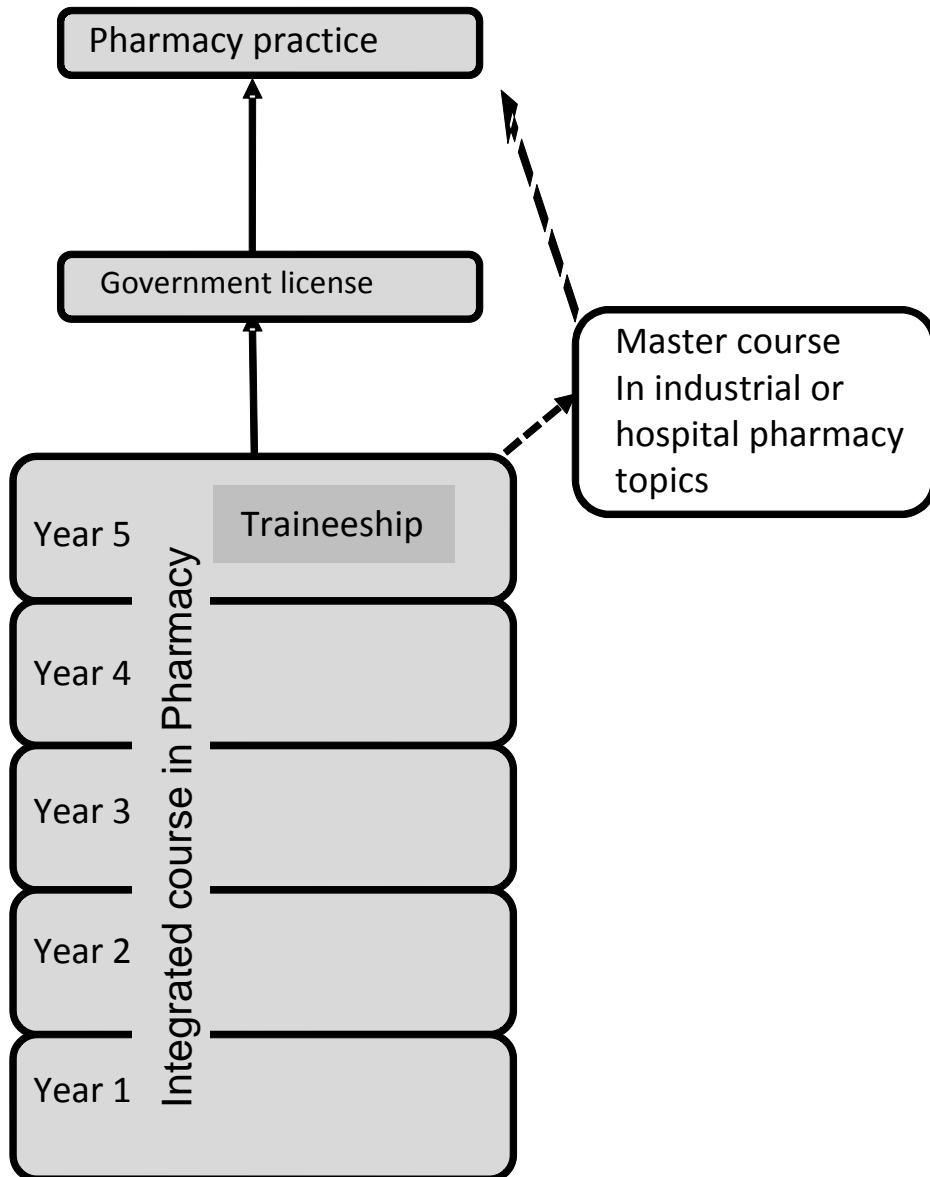 Pharmacy practice
Government license
Master course
In industrial or
hospital pharmacy
topics
Year 5
Traineeship
Integrated course in Pharmacy
Year 4
Year 3
Year 2
Year 1